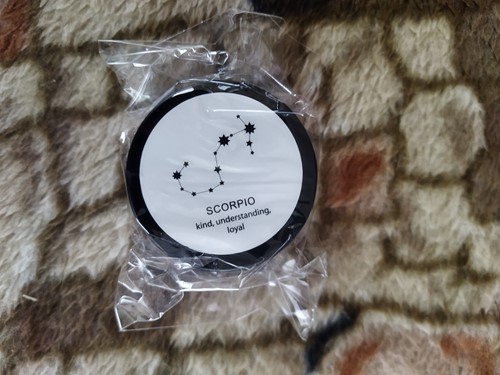 SCORPIO
kind, understanding,
loyal